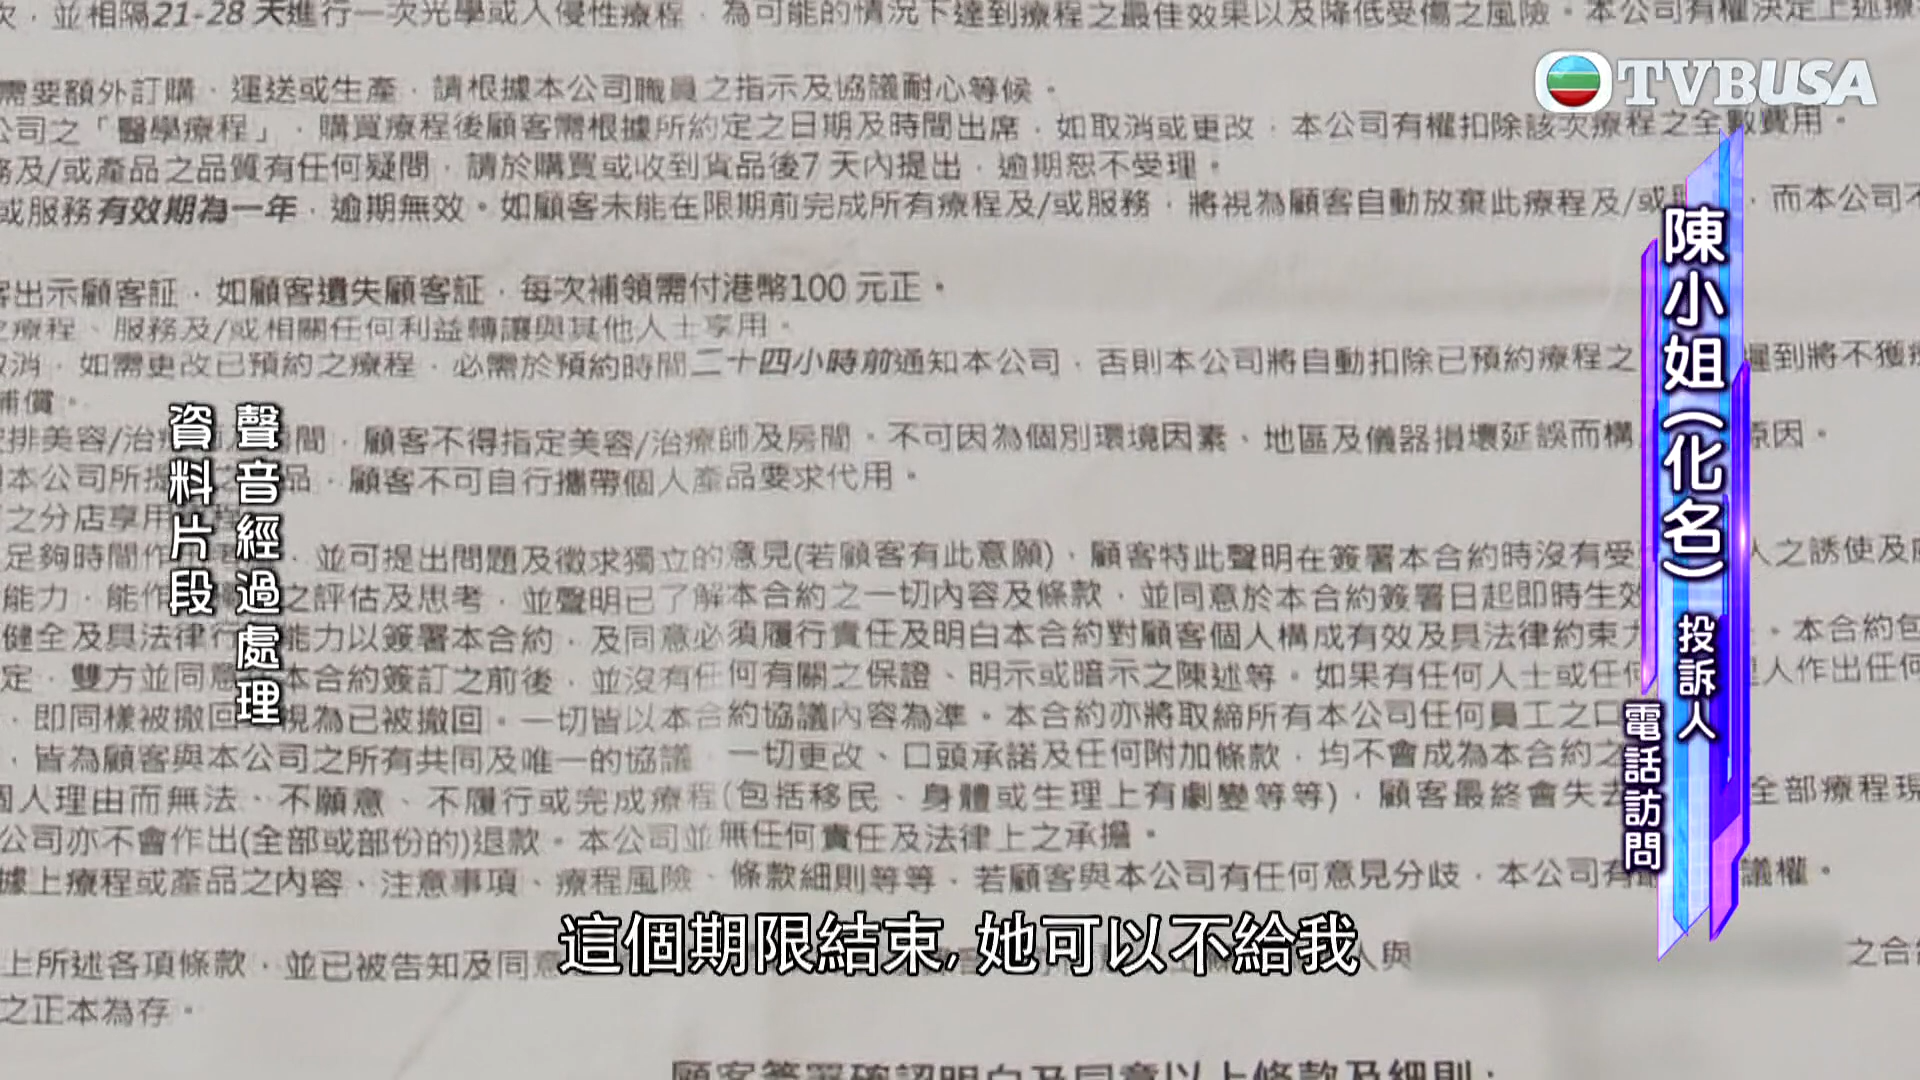 次，並相隔21-28 天進行一次光學或入侵性療程，為可能的情況下達到療程之最佳效果以及降低受傷之風險。本公司有權決定上述療
TVBUSA
需要額外訂購、運送或生產，請根據本公司職員之指示及協議耐心等候。
公司之「醫學療程」，購買療程後顧客需根據所約定之日期及時間出席，如取消或更改，本公司有權扣除該次療程之全數費用。
務及/或產品之品質有任何疑問，請於購買或收到貨品後7 天內提出，逾期恕不受理。
或服務有效期為一年，逾期無效。如顧客未能在限期前完成所有療程及/或服務，將視為顧客自動放棄此療程及/或 ，而本公司不
客出示顧客証，如顧客遺失顧客証，每次補領需付港幣100 元正。
之療程、服務及/或相關任何利益轉讓與其他人士享用。
取消，如需更改已預約之療程，必需於預約時間二十四小時前通知本公司，否則本公司將自動扣除已預約療程之 遲到將不獲
補償。
排美容/治 間，顧客不得指定美容/治療師及房間。不可因為個別環境因素、地區及儀器損壞延誤而構 原因。
本公司所提 品，顧客不可自行攜帶個人產品要求代用。
之分店享用
足夠時間作 ，並可提出問題及徵求獨立的意見(若顧客有此意願)，顧客特此聲明在簽署本合約時沒有受 人之誘使及
能力，能作 之評估及思考，並聲明已了解本合約之一切內容及條款，並同意於本合約簽署日起即時生效
健全及具法律行 能力以簽署本合約，及同意必須履行責任及明白本合約對顧客個人構成有效及具法律約束力 。本合約包
定，雙方並同意 本合約簽訂之前後，並沒有任何有關之保證、明示或暗示之陳述等。如果有任何人士或任何 人作出任何
，即同樣被撤回 視為已被撤回。一切皆以本合約協議內容為準。本合約亦將取締所有本公司任何員工之口
，皆為顧客與本公司之所有共同及唯一的協議，一切更改、口頭承諾及任何附加條款，均不會成為本合約之
個人理由而無法、不願意、不履行或完成療程(包括移民、身體或生理上有劇變等等)，顧客最終會失去 全部療程
公司亦不會作出(全部或部份的)退款。本公司並無任何責任及法律上之承擔。
據上療程或產品之內容、注意事項、療程風險、條款細則等等，若顧客與本公司有任何意見分歧，本公司有 議權。
上所述各項條款，並已被告知及同意 人與 之合
之正本為存。
顧客簽署確認明白及同意以上條款及細則：
聲音經過處理
資料片段
陳小姐(化名)
投訴人
電話訪問
這個期限結束, 她可以不給我